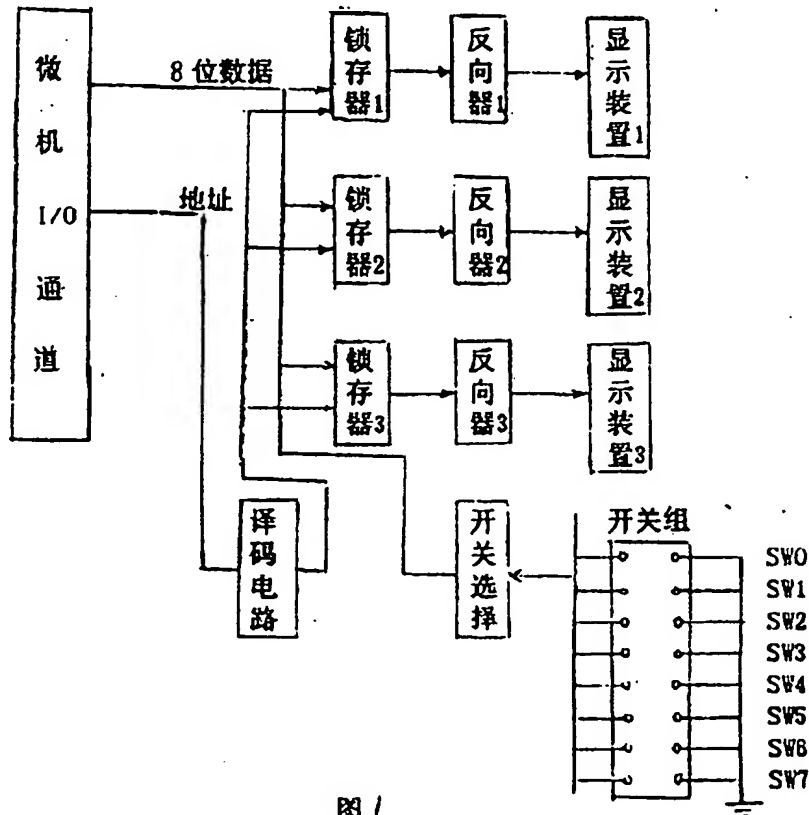 微机I/O通道
8位数据
地址
锁存器1
反向器1
显示装置1
锁存器2
反向器2
显示装置2
锁存器3
反向器3
显示装置3
译码电路
开关选择
开关组
SW0
SW1
SW2
SW3
SW4
SW5
SW6
SW7
图1